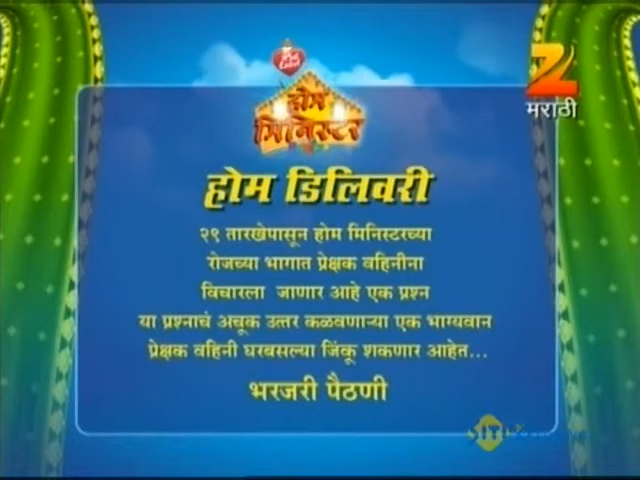 होम
मिनिस्टर
मराठी
होम डिलिवरी
२९ तारखेपासून होम मिनिस्टरच्या
रोजच्या भागात प्रेक्षक वहिनींना
विचारला जाणार आहे एक प्रश्न
या प्रश्नाचं अचूक उत्तर कळवणाऱ्या एक भाग्यवान
प्रेक्षक वहिनी घरबसल्या जिंकू शकणार आहेत...
भरजरी पैठणी